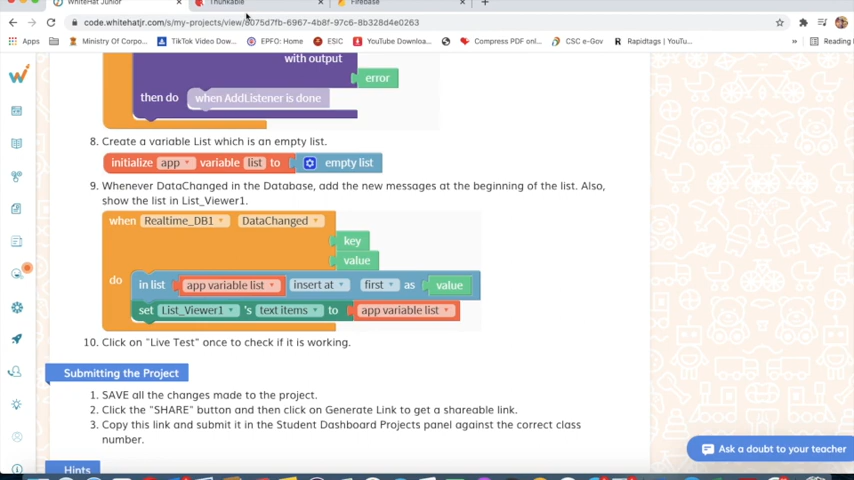 WhiteHat Junior
Thunkable
Firebase
code.whitehatjr.com/s/my-projects/view/8075d7fb-6967-4b8f-97c6-8b328d4e0263
Apps
Ministry Of Corpo...
TikTok Video Dow...
EPFO: Home
ESIC
YouTube Downloa...
Compress PDF onl...
CSC e-Gov
Rapidtags | YouTu...
»
Reading
with output
error
then do when AddListener is done
8. Create a variable List which is an empty list.
initialize app variable list to empty list
9. Whenever DataChanged in the Database, add the new messages at the beginning of the list. Also,
show the list in List_Viewer1.
when Realtime_DB1 DataChanged
key
value
do in list app variable list insert at first as value
set List_Viewer1 's text items to app variable list
10. Click on "Live Test" once to check if it is working.
Submitting the Project
1. SAVE all the changes made to the project.
2. Click the "SHARE" button and then click on Generate Link to get a shareable link.
3. Copy this link and submit it in the Student Dashboard Projects panel against the correct class
number.
Ask a doubt to your teacher
Hints